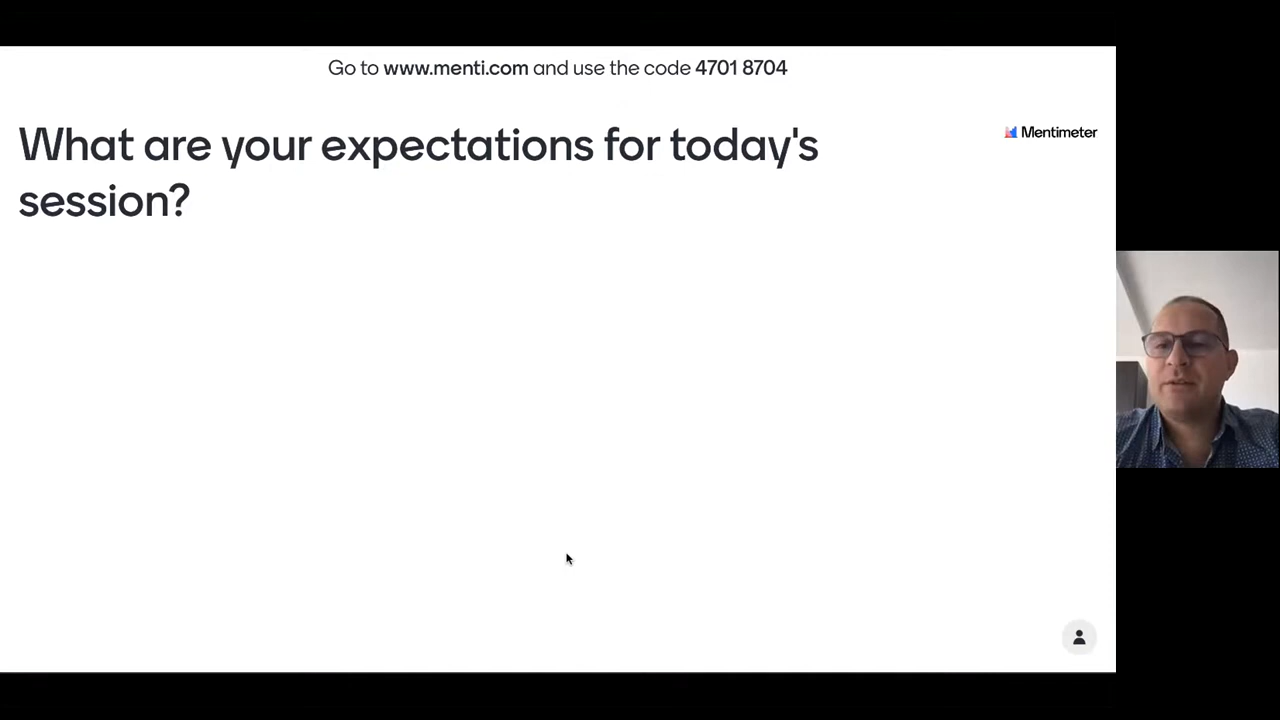 Go to www.menti.com and use the code 4701 8704
What are your expectations for today's
session?
Mentimeter